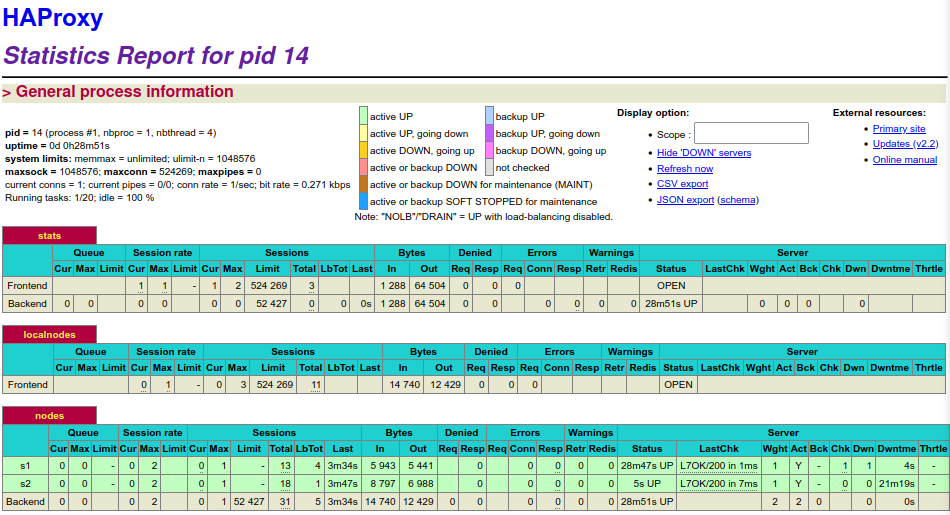 HAProxy
Statistics Report for pid 14
> General process information
pid = 14 (process #1, nbproc = 1, nbthread = 4)
uptime = 0d 0h28m51s
system limits: memmax = unlimited; ulimit-n = 1048576
maxsock = 1048576; maxconn = 524269; maxpipes = 0
current conns = 1; current pipes = 0/0; conn rate = 1/sec; bit rate = 0.271 kbps
Running tasks: 1/20; idle = 100 %
active UP backup UP
active UP, going down backup UP, going down
active DOWN, going up backup DOWN, going up
active or backup DOWN not checked
active or backup DOWN for maintenance (MAINT)
active or backup SOFT STOPPED for maintenance
Note: "NOLB"/"DRAIN" = UP with load-balancing disabled.
Display option:
• Scope :
• Hide 'DOWN' servers
• Refresh now
• CSV export
• JSON export (schema)
External resources:
• Primary site
• Updates (v2.2)
• Online manual
stats
Queue Session rate Sessions Bytes Denied Errors Warnings Server
Cur Max Limit Cur Max Limit Cur Max Limit Total LbTot Last In Out Req Resp Req Conn Resp Retr Redis Status LastChk Wght Act Bck Chk Dwn Dwntme Thrtle
Frontend 1 1 - 1 2 524 269 3 1 288 64 504 0 0 0 OPEN
Backend 0 0 0 0 0 0 52 427 0 0 0s 1 288 64 504 0 0 0 0 0 0 28m51s UP 0 0 0 0
localnodes
Queue Session rate Sessions Bytes Denied Errors Warnings Server
Cur Max Limit Cur Max Limit Cur Max Limit Total LbTot Last In Out Req Resp Req Conn Resp Retr Redis Status LastChk Wght Act Bck Chk Dwn Dwntme Thrtle
Frontend 0 1 - 0 3 524 269 11 14 740 12 429 0 0 0 OPEN
nodes
Queue Session rate Sessions Bytes Denied Errors Warnings Server
Cur Max Limit Cur Max Limit Cur Max Limit Total LbTot Last In Out Req Resp Req Conn Resp Retr Redis Status LastChk Wght Act Bck Chk Dwn Dwntme Thrtle
s1 0 0 - 0 2 0 1 - 13 4 3m34s 5 943 5 441 0 0 0 0 0 28m47s UP L7OK/200 in 1ms 1 Y - 1 1 4s -
s2 0 0 - 0 2 0 1 - 18 1 3m47s 8 797 6 988 0 0 0 0 0 5s UP L7OK/200 in 7ms 1 Y - 0 0 21m19s -
Backend 0 0 0 2 0 1 52 427 31 5 3m34s 14 740 12 429 0 0 0 0 0 0 28m51s UP 2 2 0 0 0s